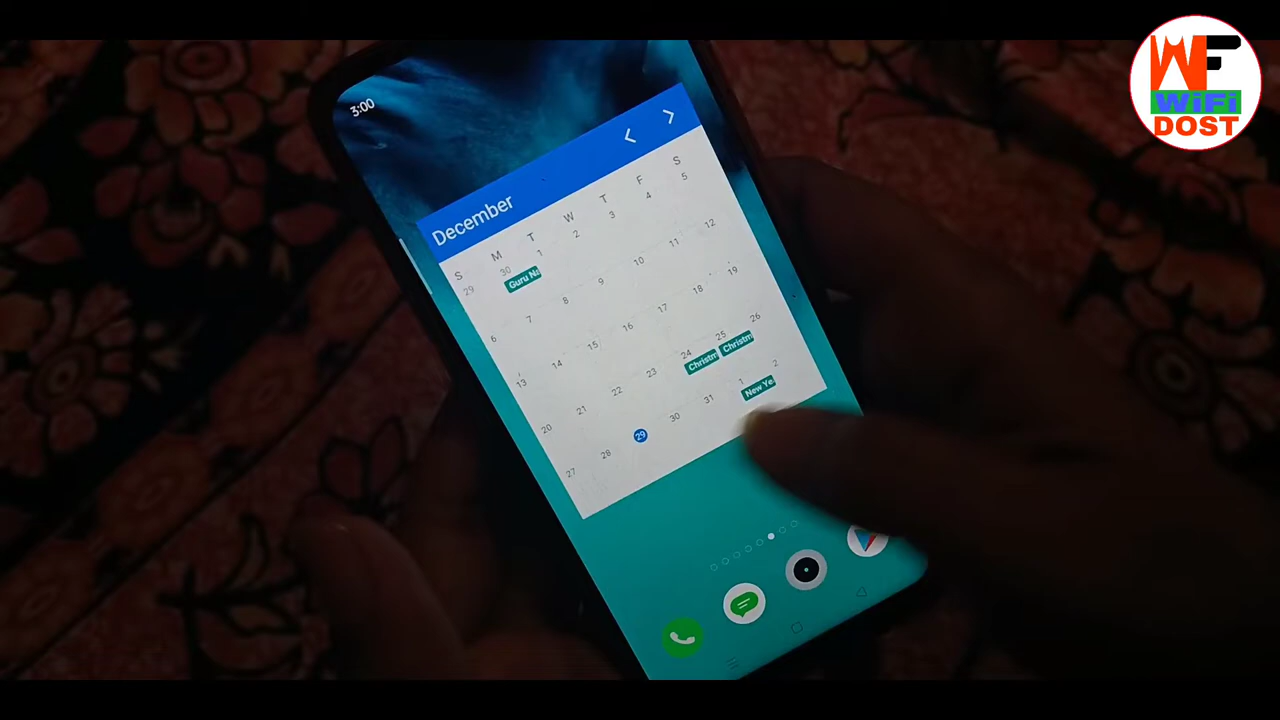 WF
WiFi
DOST
3:00
December
S M T W T F S
29 30 1 2 3 4 5
Guru Na
6 7 8 9 10 11 12
13 14 15 16 17 18 19
20 21 22 23 24 25 26
Christm Christm
27 28 29 30 31 1 2
New Ye